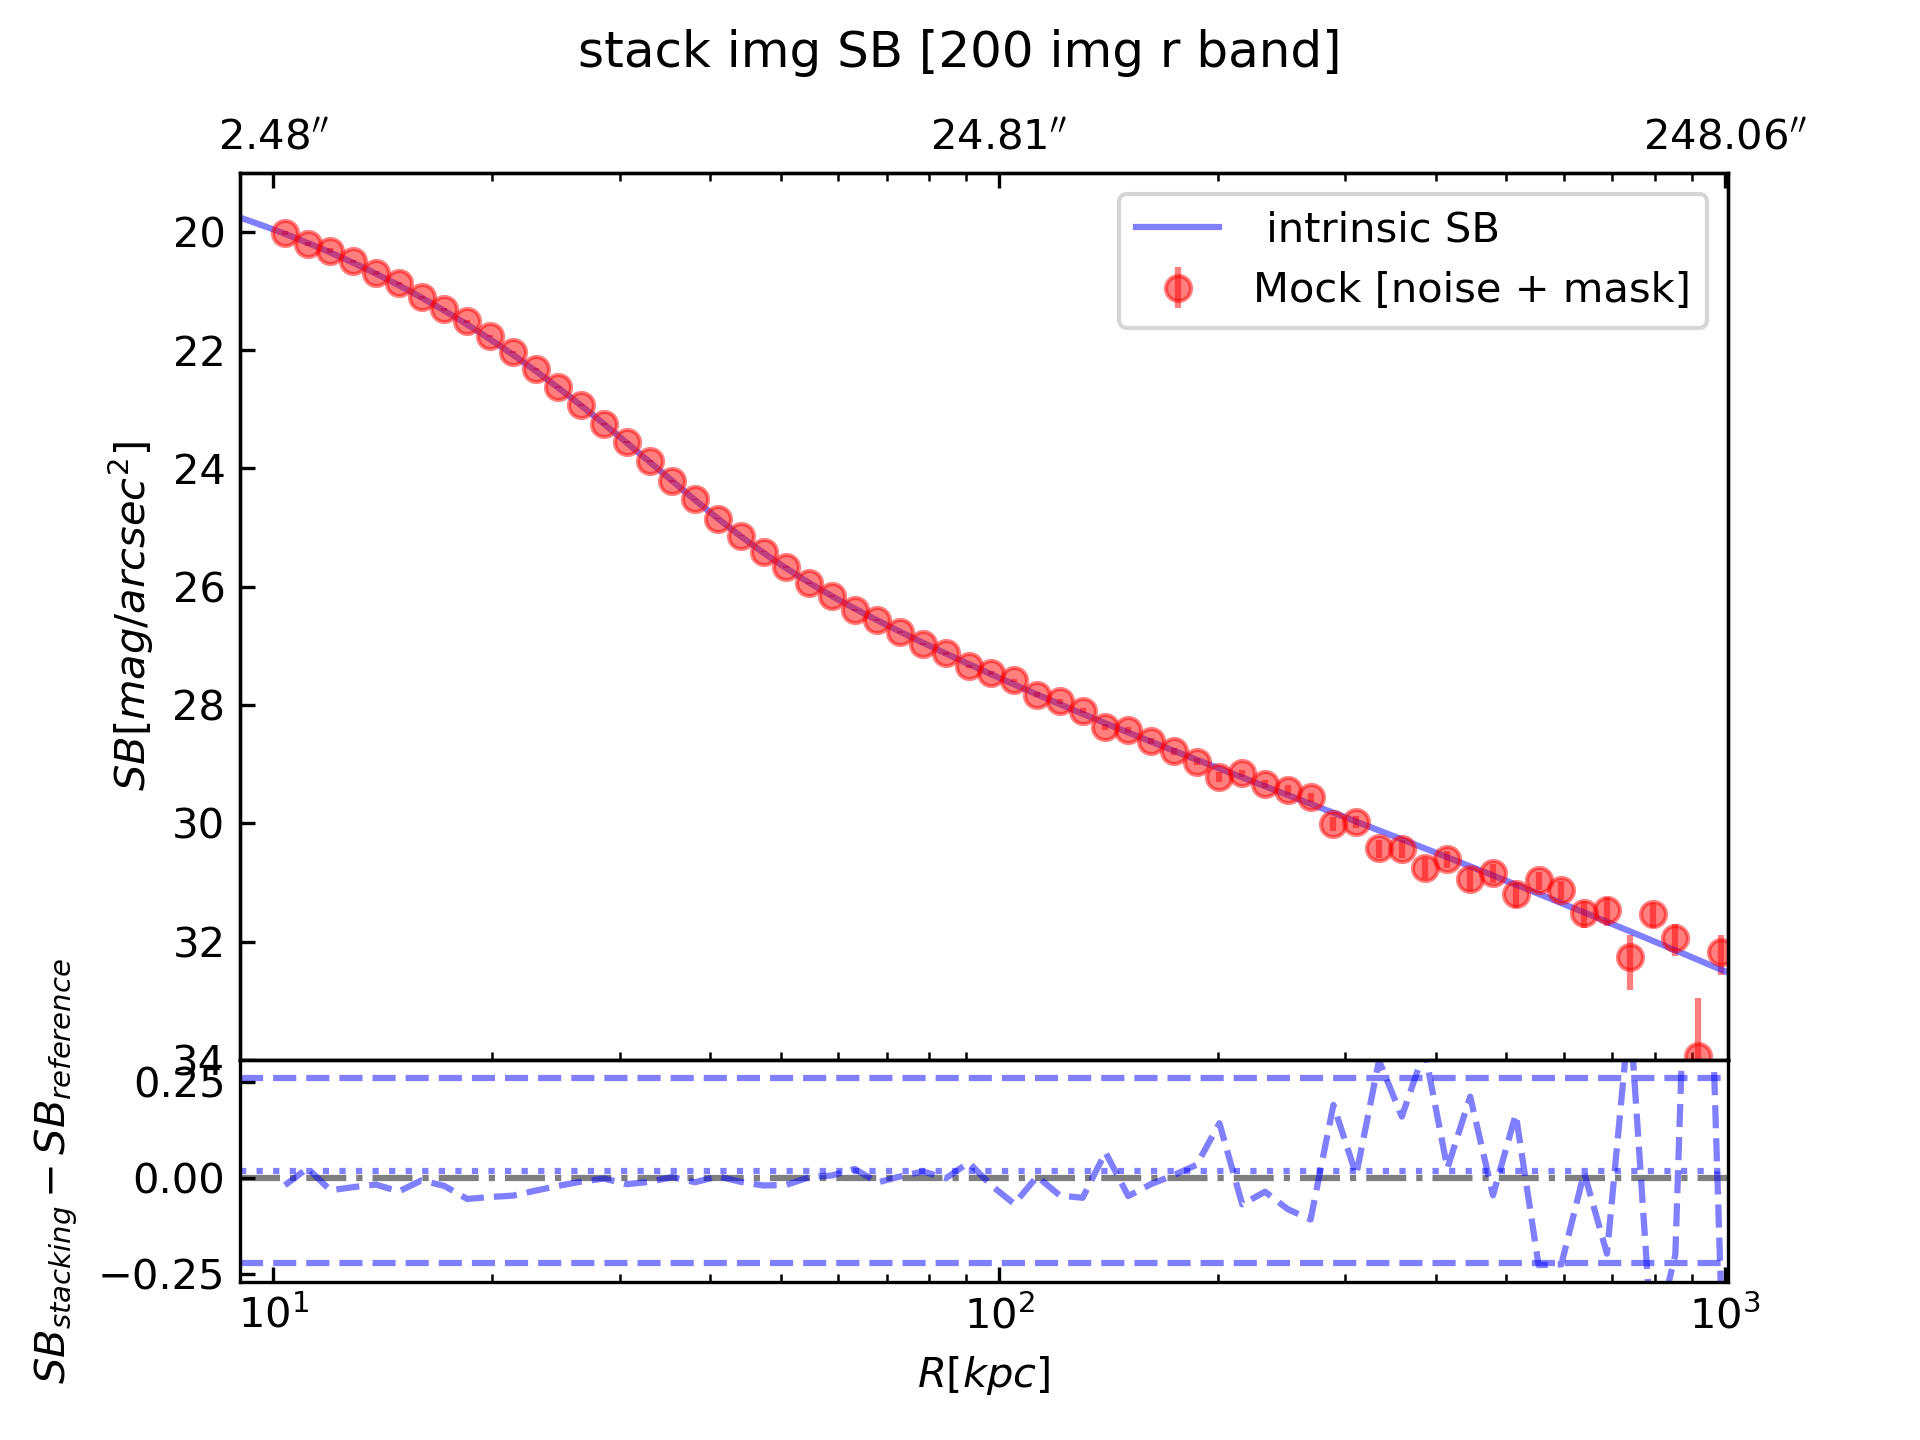 stack img SB [200 img r band]
2.48″ 24.81″ 248.06″
intrinsic SB
Mock [noise + mask]
20
22
24
26
28
30
32
34
SB[mag/arcsec²]
0.25
0.00
−0.25
SB_stacking − SB_reference
10¹ 10² 10³
R[kpc]